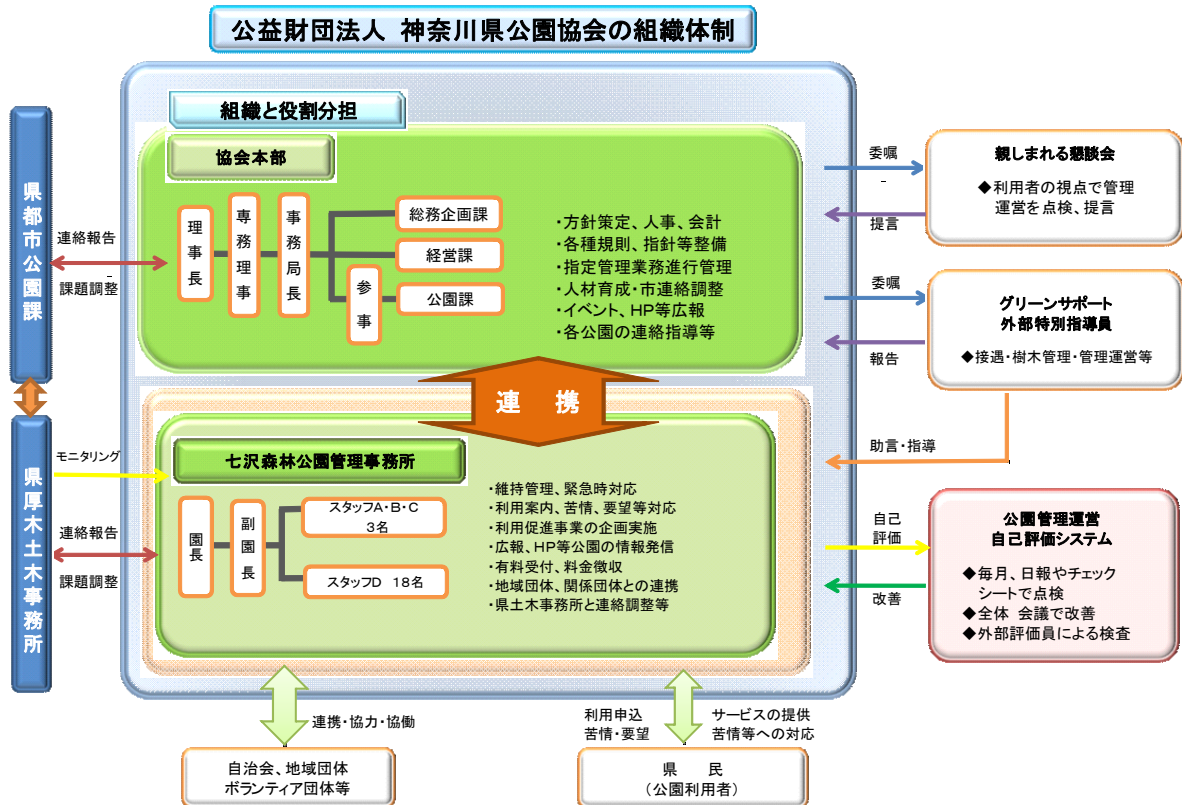 公益財団法人 神奈川県公園協会の組織体制
組織と役割分担
協会本部
理事長
専務理事
事務局長
総務企画課
経営課
参事
公園課
・方針策定、人事、会計
・各種規則、指針等整備
・指定管理業務進行管理
・人材育成・市連絡調整
・イベント、HP等広報
・各公園の連絡指導等
連　携
七沢森林公園管理事務所
園長
副園長
スタッフA・B・C
3名
スタッフD　18名
・維持管理、緊急時対応
・利用案内、苦情、要望等対応
・利用促進事業の企画実施
・広報、HP等公園の情報発信
・有料受付、料金徴収
・地域団体、関係団体との連携
・県土木事務所と連絡調整等
県都市公園課
連絡報告
課題調整
県厚木土木事務所
モニタリング
連絡報告
課題調整
委嘱
提言
親しまれる懇談会
◆利用者の視点で管理
運営を点検、提言
委嘱
報告
グリーンサポート
外部特別指導員
◆接遇・樹木管理・管理運営等
助言・指導
自己
評価
改善
公園管理運営
自己評価システム
◆毎月、日報やチェック
シートで点検
◆全体 会議で改善
◆外部評価員による検査
連携・協力・協働
自治会、地域団体
ボランティア団体等
利用申込
苦情・要望
サービスの提供
苦情等への対応
県　民
（公園利用者）